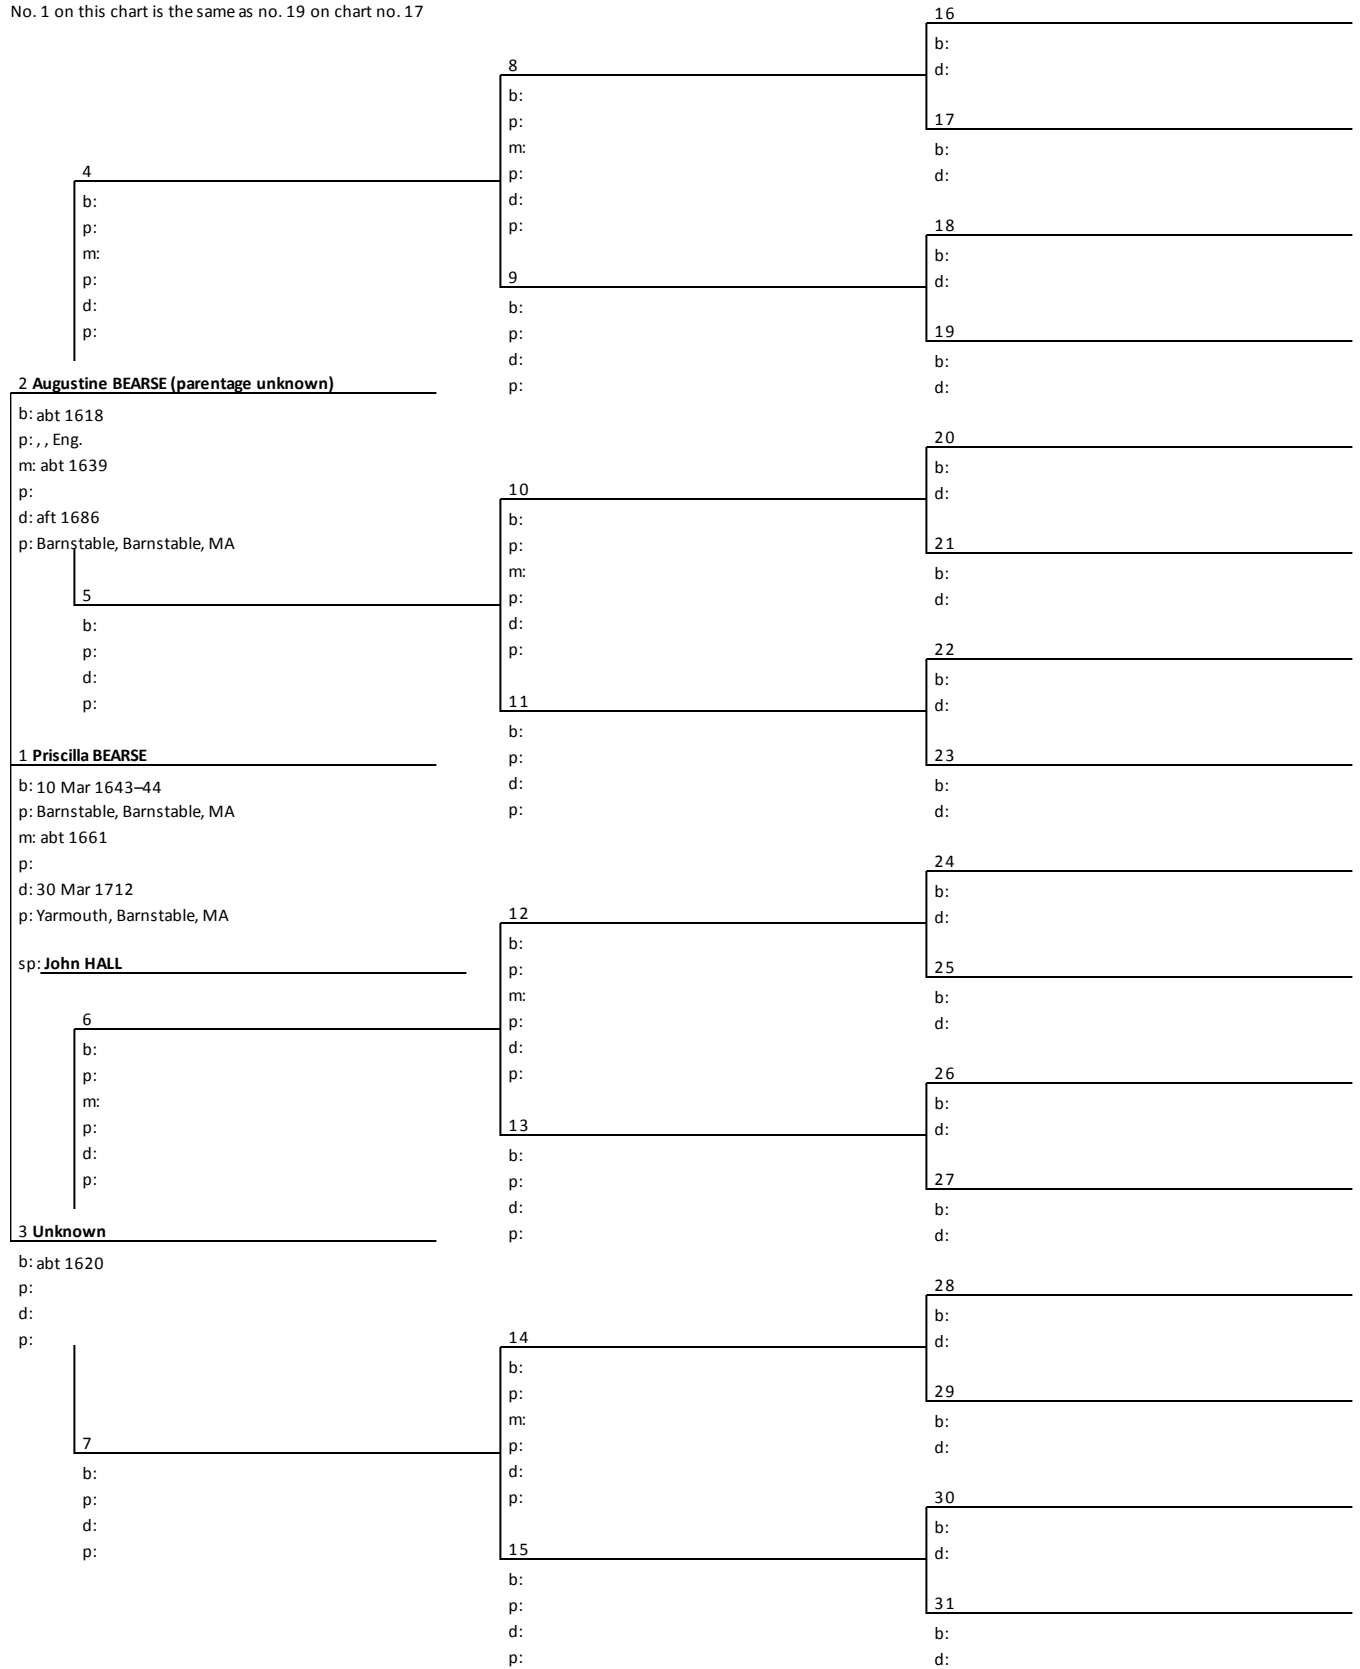 No. 1 on this chart is the same as no. 19 on chart no. 17
4
b:
p:
m:
p:
d:
p:
2 Augustine BEARSE (parentage unknown)
b: abt 1618
p: , , Eng.
m: abt 1639
p:
d: aft 1686
p: Barnstable, Barnstable, MA
5
b:
p:
d:
p:
1 Priscilla BEARSE
b: 10 Mar 1643–44
p: Barnstable, Barnstable, MA
m: abt 1661
p:
d: 30 Mar 1712
p: Yarmouth, Barnstable, MA
sp: John HALL
6
b:
p:
m:
p:
d:
p:
3 Unknown
b: abt 1620
p:
d:
p:
7
b:
p:
d:
p:
8
b:
p:
m:
p:
d:
p:
9
b:
p:
d:
p:
10
b:
p:
m:
p:
d:
p:
11
b:
p:
d:
p:
12
b:
p:
m:
p:
d:
p:
13
b:
p:
d:
p:
14
b:
p:
m:
p:
d:
p:
15
b:
p:
d:
p:
16
b:
d:
17
b:
d:
18
b:
d:
19
b:
d:
20
b:
d:
21
b:
d:
22
b:
d:
23
b:
d:
24
b:
d:
25
b:
d:
26
b:
d:
27
b:
d:
28
b:
d:
29
b:
d:
30
b:
d:
31
b:
d: